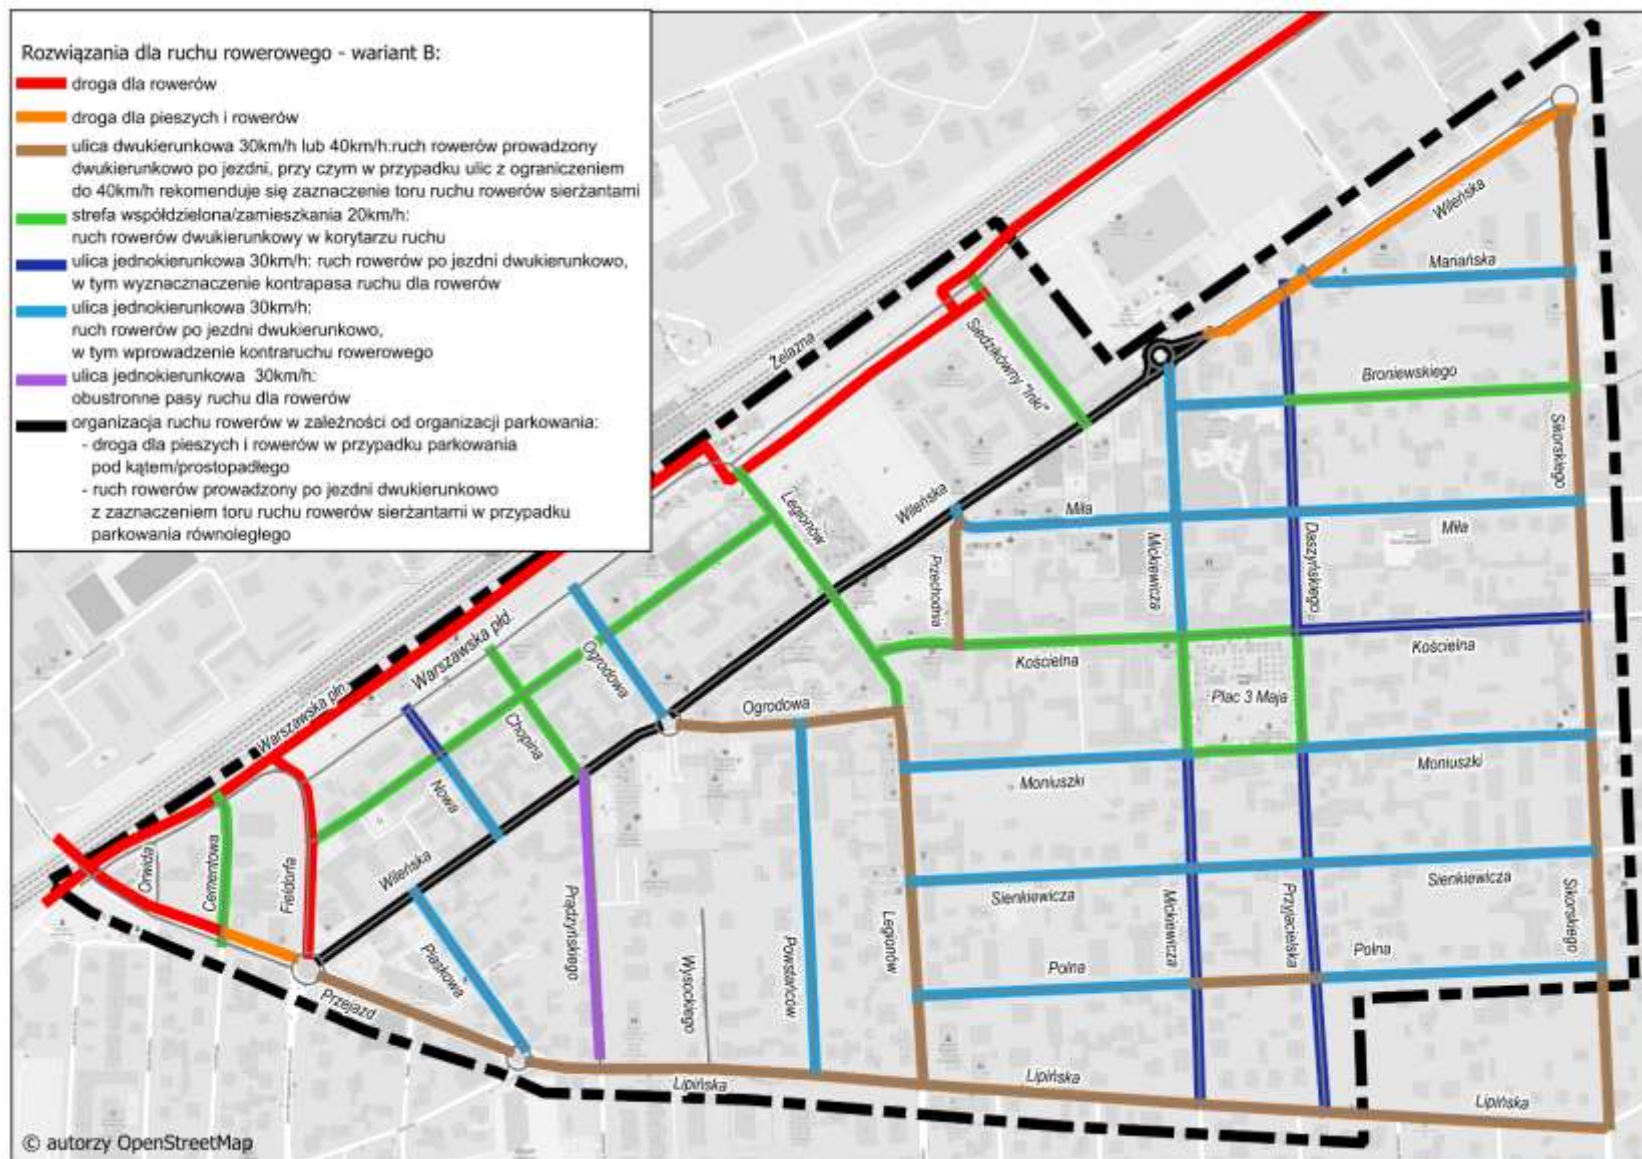 Rozwiązania dla ruchu rowerowego - wariant B:
droga dla rowerów
droga dla pieszych i rowerów
ulica dwukierunkowa 30km/h lub 40km/h:ruch rowerów prowadzony
dwukierunkowo po jezdni, przy czym w przypadku ulic z ograniczeniem
do 40km/h rekomenduje się zaznaczenie toru ruchu rowerów sierżantami
strefa współdzielona/zamieszkania 20km/h:
ruch rowerów dwukierunkowy w korytarzu ruchu
ulica jednokierunkowa 30km/h: ruch rowerów po jezdni dwukierunkowo,
w tym wyznacznaczenie kontrapasa ruchu dla rowerów
ulica jednokierunkowa 30km/h:
ruch rowerów po jezdni dwukierunkowo,
w tym wprowadzenie kontraruchu rowerowego
ulica jednokierunkowa 30km/h:
obustronne pasy ruchu dla rowerów
organizacja ruchu rowerów w zależności od organizacji parkowania:
- droga dla pieszych i rowerów w przypadku parkowania
pod kątem/prostopadłego
- ruch rowerów prowadzony po jezdni dwukierunkowo
z zaznaczeniem toru ruchu rowerów sierżantami w przypadku
parkowania równoległego
Wileńska
Mariańska
Żelazna
Siedzikówny "Inki"
Broniewskiego
Sikorskiego
Legionów
Wileńska
Miła
Miła
Przechodnia
Mickiewicza
Daszyńskiego
Warszawska płd.
Ogrodowa
Kościelna
Kościelna
Warszawska płn.
Chopina
Ogrodowa
Plac 3 Maja
Nowa
Moniuszki
Moniuszki
Orwida
Cementowa
Fieldorfa
Wileńska
Prądzyńskiego
Sienkiewicza
Sienkiewicza
Piaskowa
Wysockiego
Powstańców
Legionów
Mickiewicza
Przyjacielska
Sikorskiego
Polna
Polna
Przejazd
Lipińska
Lipińska
Lipińska
© autorzy OpenStreetMap